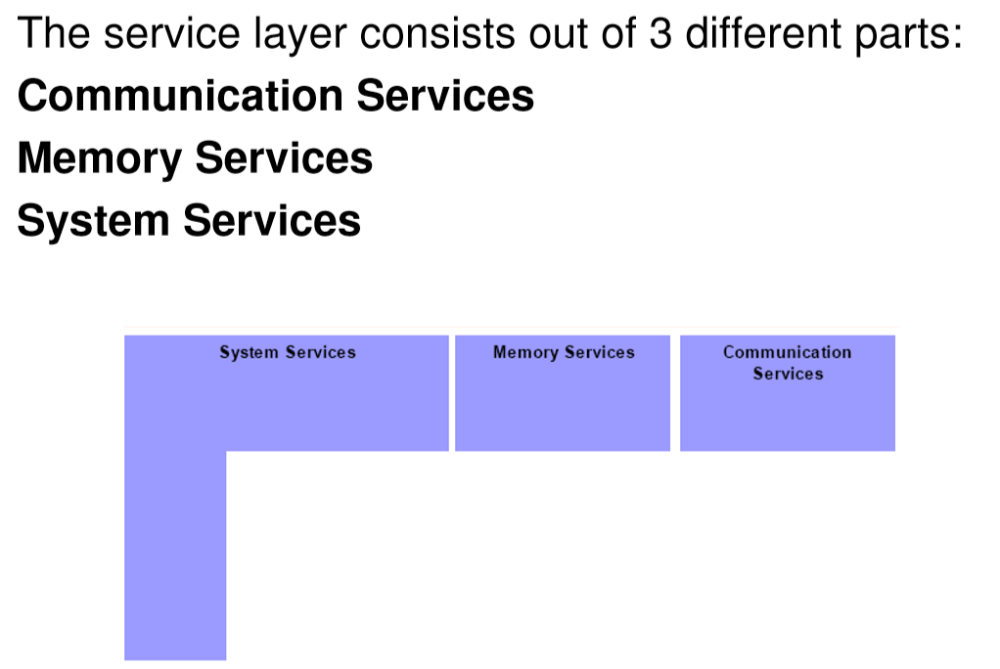 The service layer consists out of 3 different parts:
Communication Services
Memory Services
System Services
System Services
Memory Services
Communication
Services